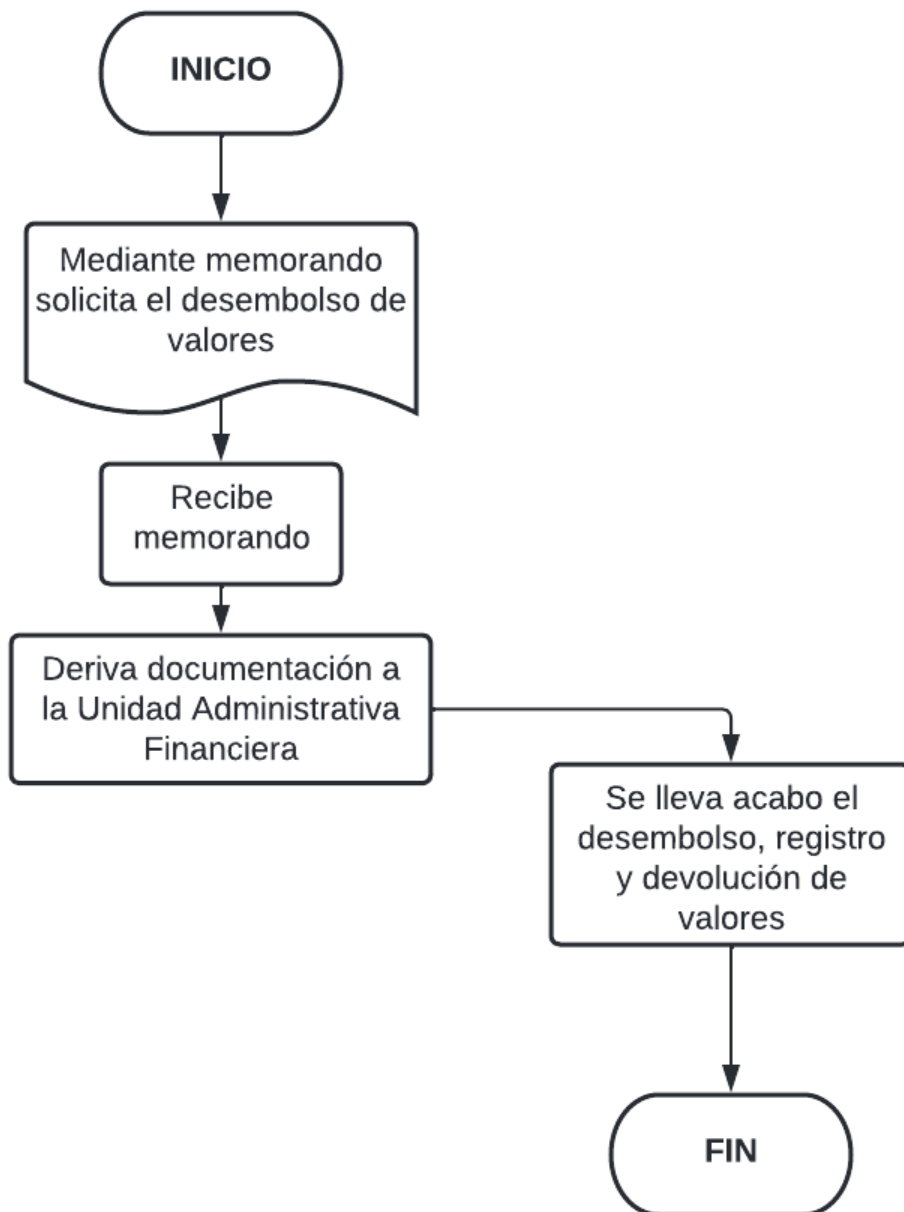 INICIO
Mediante memorando
solicita el desembolso de
valores
Recibe
memorando
Deriva documentación a
la Unidad Administrativa
Financiera
Se lleva acabo el
desembolso, registro
y devolución de
valores
FIN